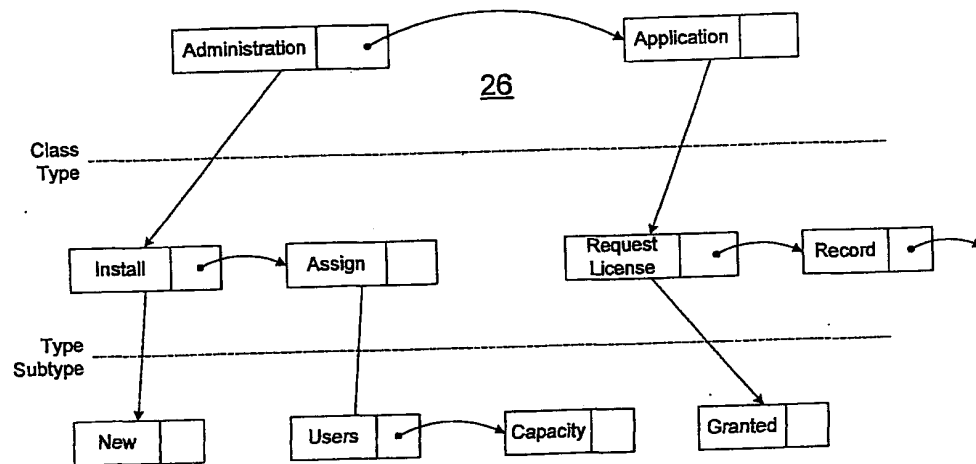 Administration
Application
26
Class
Type
Install
Assign
Request
License
Record
Type
Subtype
New
Users
Capacity
Granted